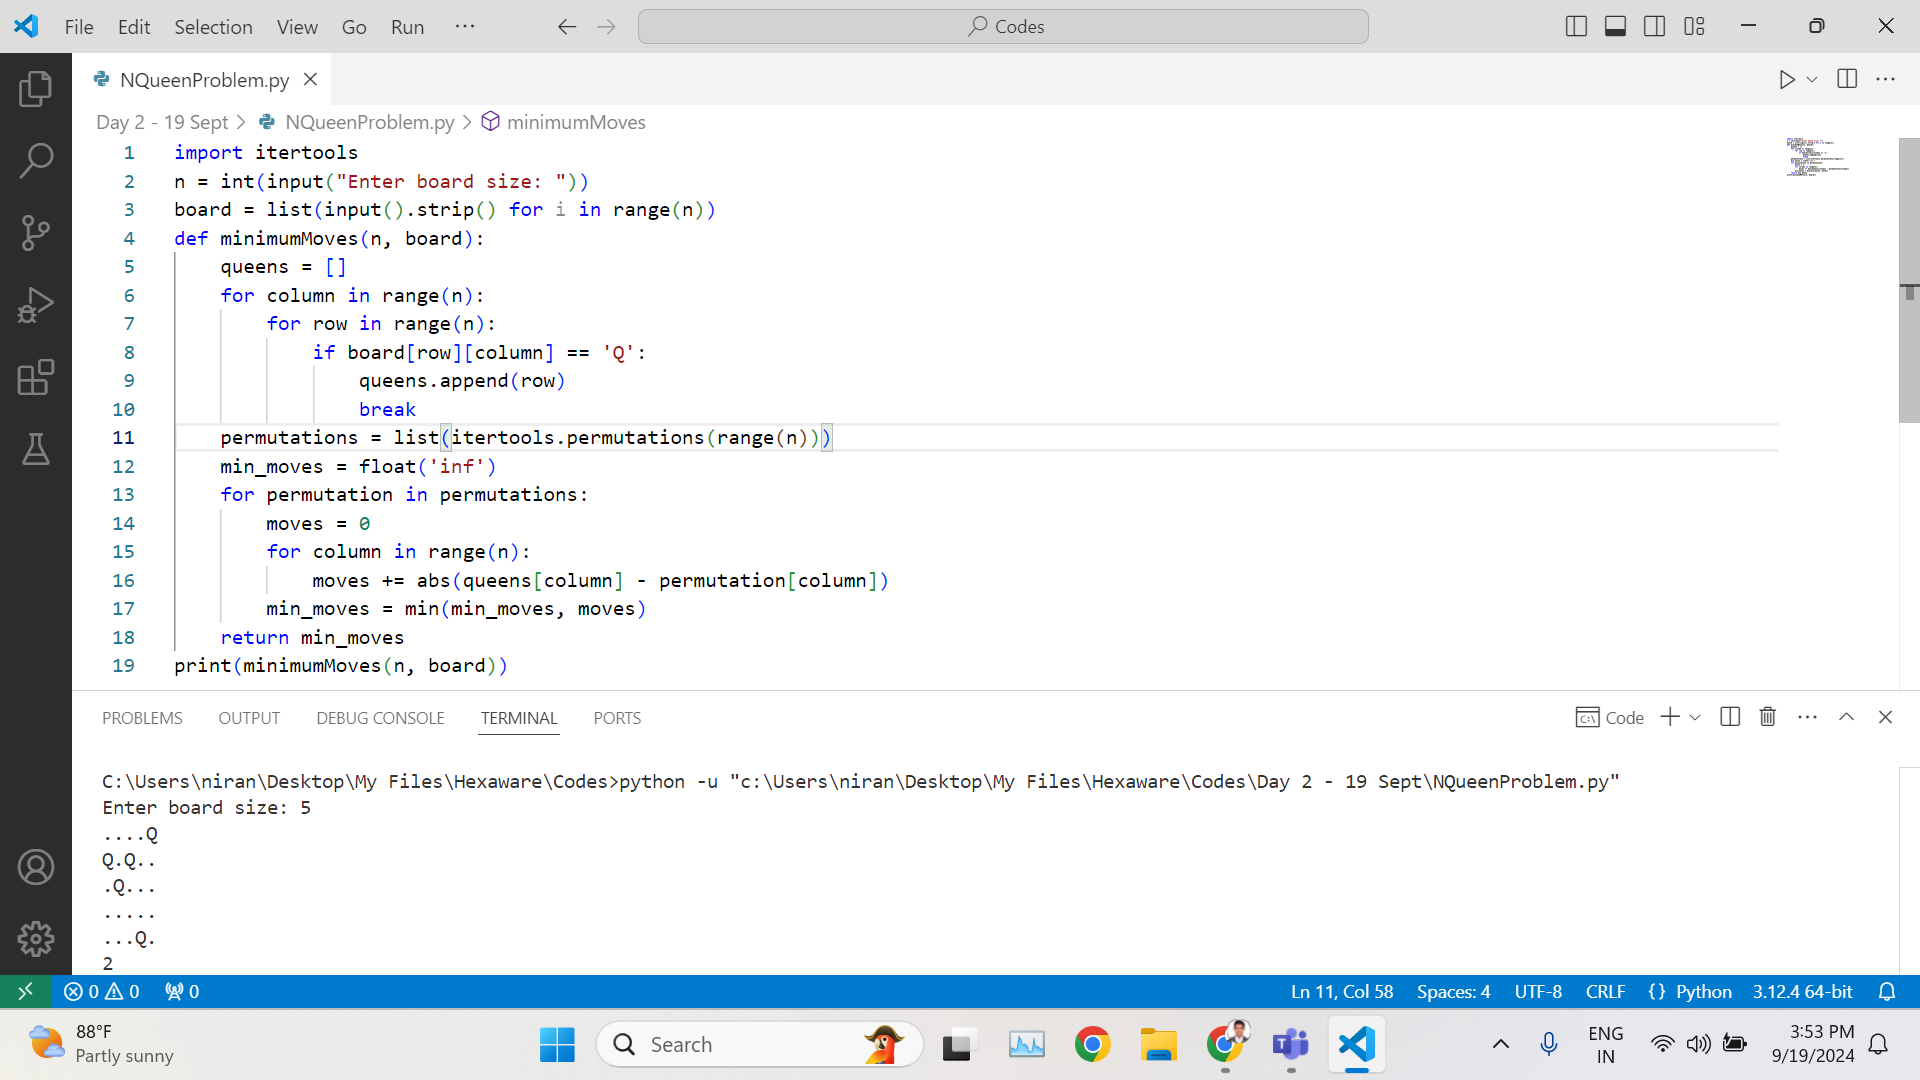 File Edit Selection View Go Run ··· Codes
NQueenProblem.py
Day 2 - 19 Sept > NQueenProblem.py > minimumMoves
1 import itertools
2 n = int(input("Enter board size: "))
3 board = list(input().strip() for i in range(n))
4 def minimumMoves(n, board):
5 queens = []
6 for column in range(n):
7 for row in range(n):
8 if board[row][column] == 'Q':
9 queens.append(row)
10 break
11 permutations = list(itertools.permutations(range(n)))
12 min_moves = float('inf')
13 for permutation in permutations:
14 moves = 0
15 for column in range(n):
16 moves += abs(queens[column] - permutation[column])
17 min_moves = min(min_moves, moves)
18 return min_moves
19 print(minimumMoves(n, board))
PROBLEMS OUTPUT DEBUG CONSOLE TERMINAL PORTS Code
C:\Users\niran\Desktop\My Files\Hexaware\Codes>python -u "c:\Users\niran\Desktop\My Files\Hexaware\Codes\Day 2 - 19 Sept\NQueenProblem.py"
Enter board size: 5
....Q
Q.Q..
.Q...
.....
...Q.
2
0 0 0 Ln 11, Col 58 Spaces: 4 UTF-8 CRLF {} Python 3.12.4 64-bit
88°F
Partly sunny
Search
ENG
IN
3:53 PM
9/19/2024